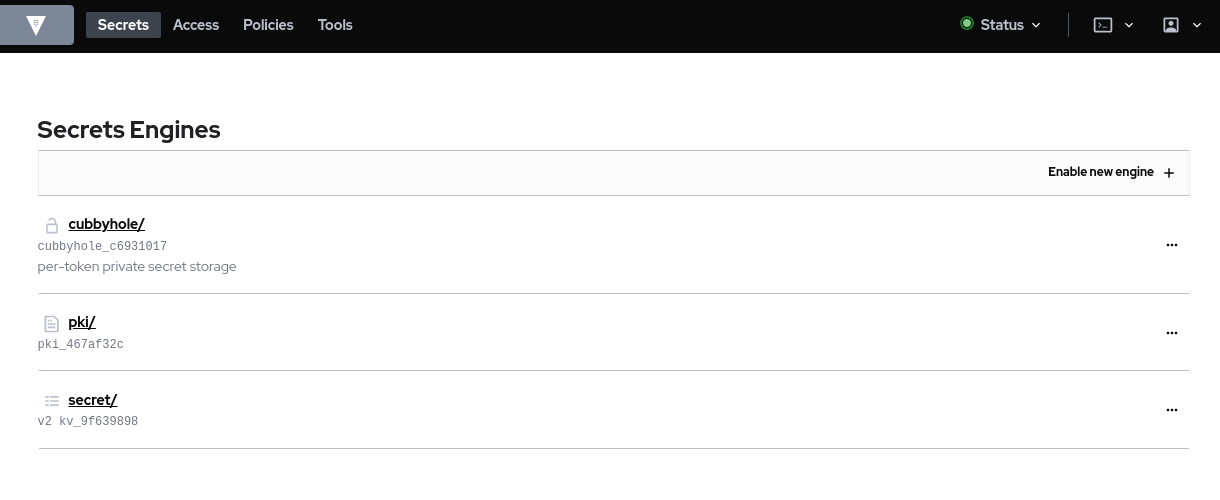 Secrets Access Policies Tools Status
Secrets Engines
Enable new engine
cubbyhole/
cubbyhole_c6931017
per-token private secret storage
pki/
pki_467af32c
secret/
v2 kv_9f639898